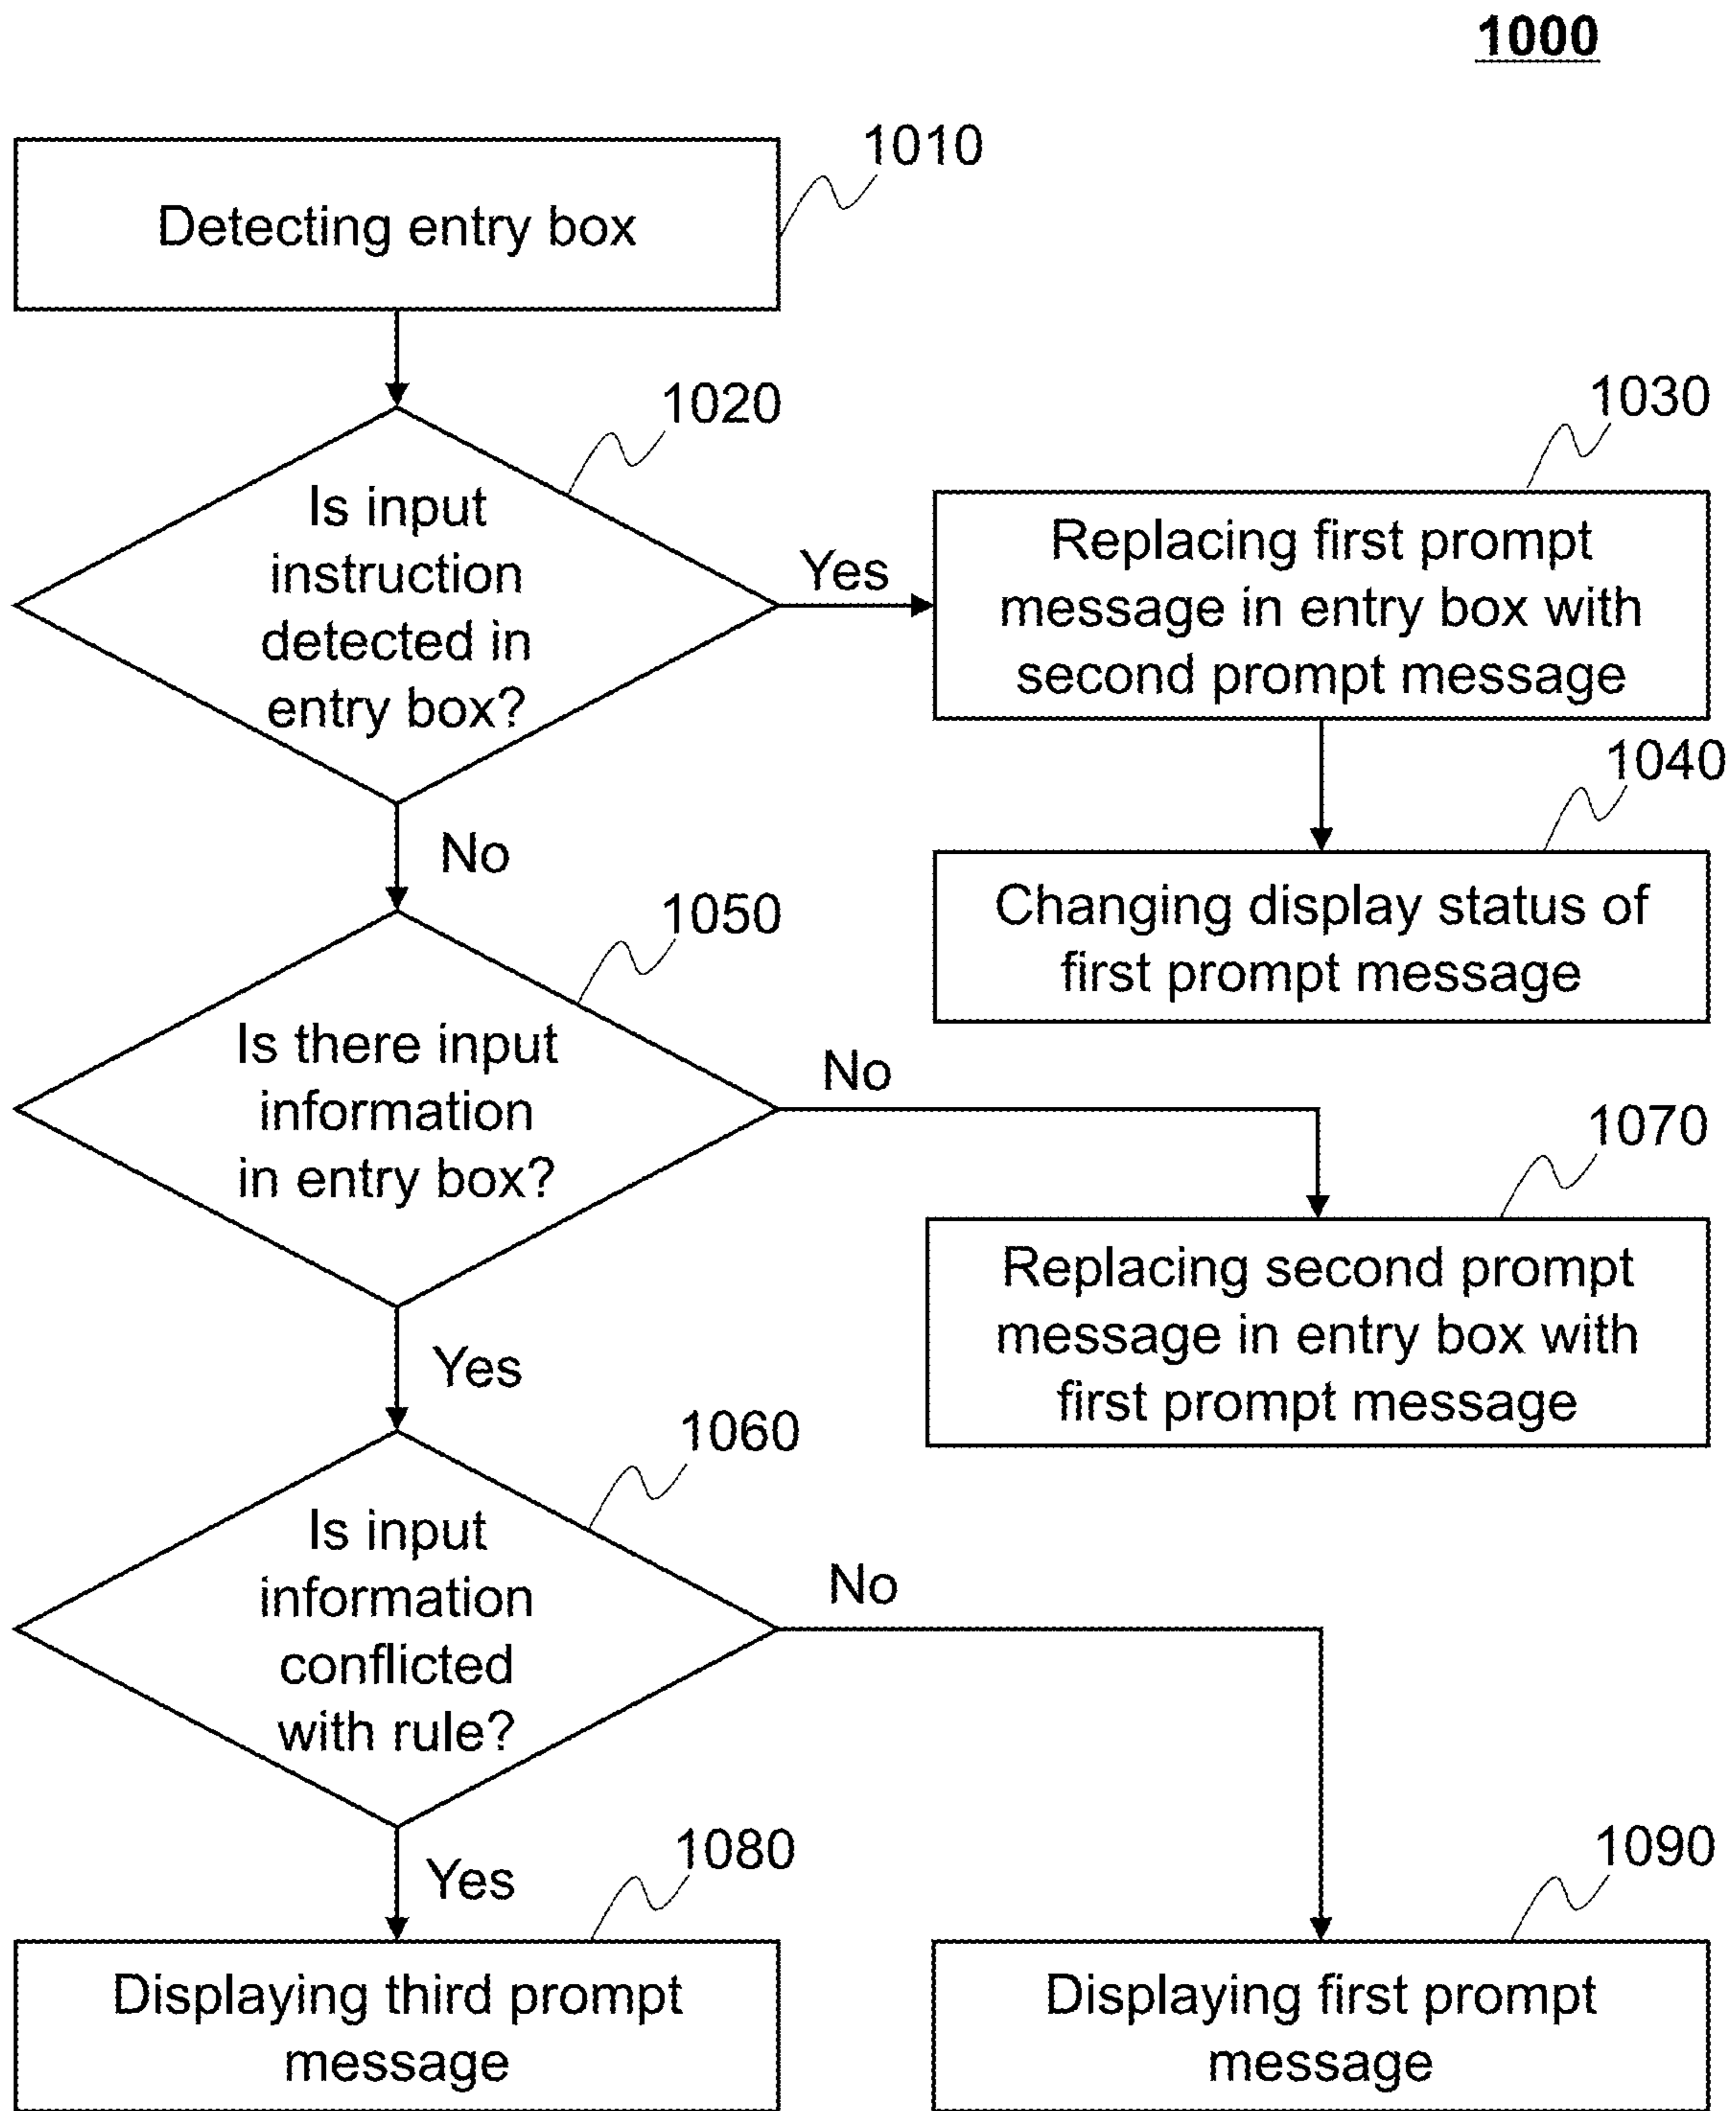 1000
1010
Detecting entry box
1020
Is input
instruction
detected in
entry box?
Yes
1030
Replacing first prompt
message in entry box with
second prompt message
1040
Changing display status of
first prompt message
No
1050
Is there input
information
in entry box?
No
1070
Replacing second prompt
message in entry box with
first prompt message
Yes
1060
Is input
information
conflicted
with rule?
No
Yes
1080
Displaying third prompt
message
1090
Displaying first prompt
message